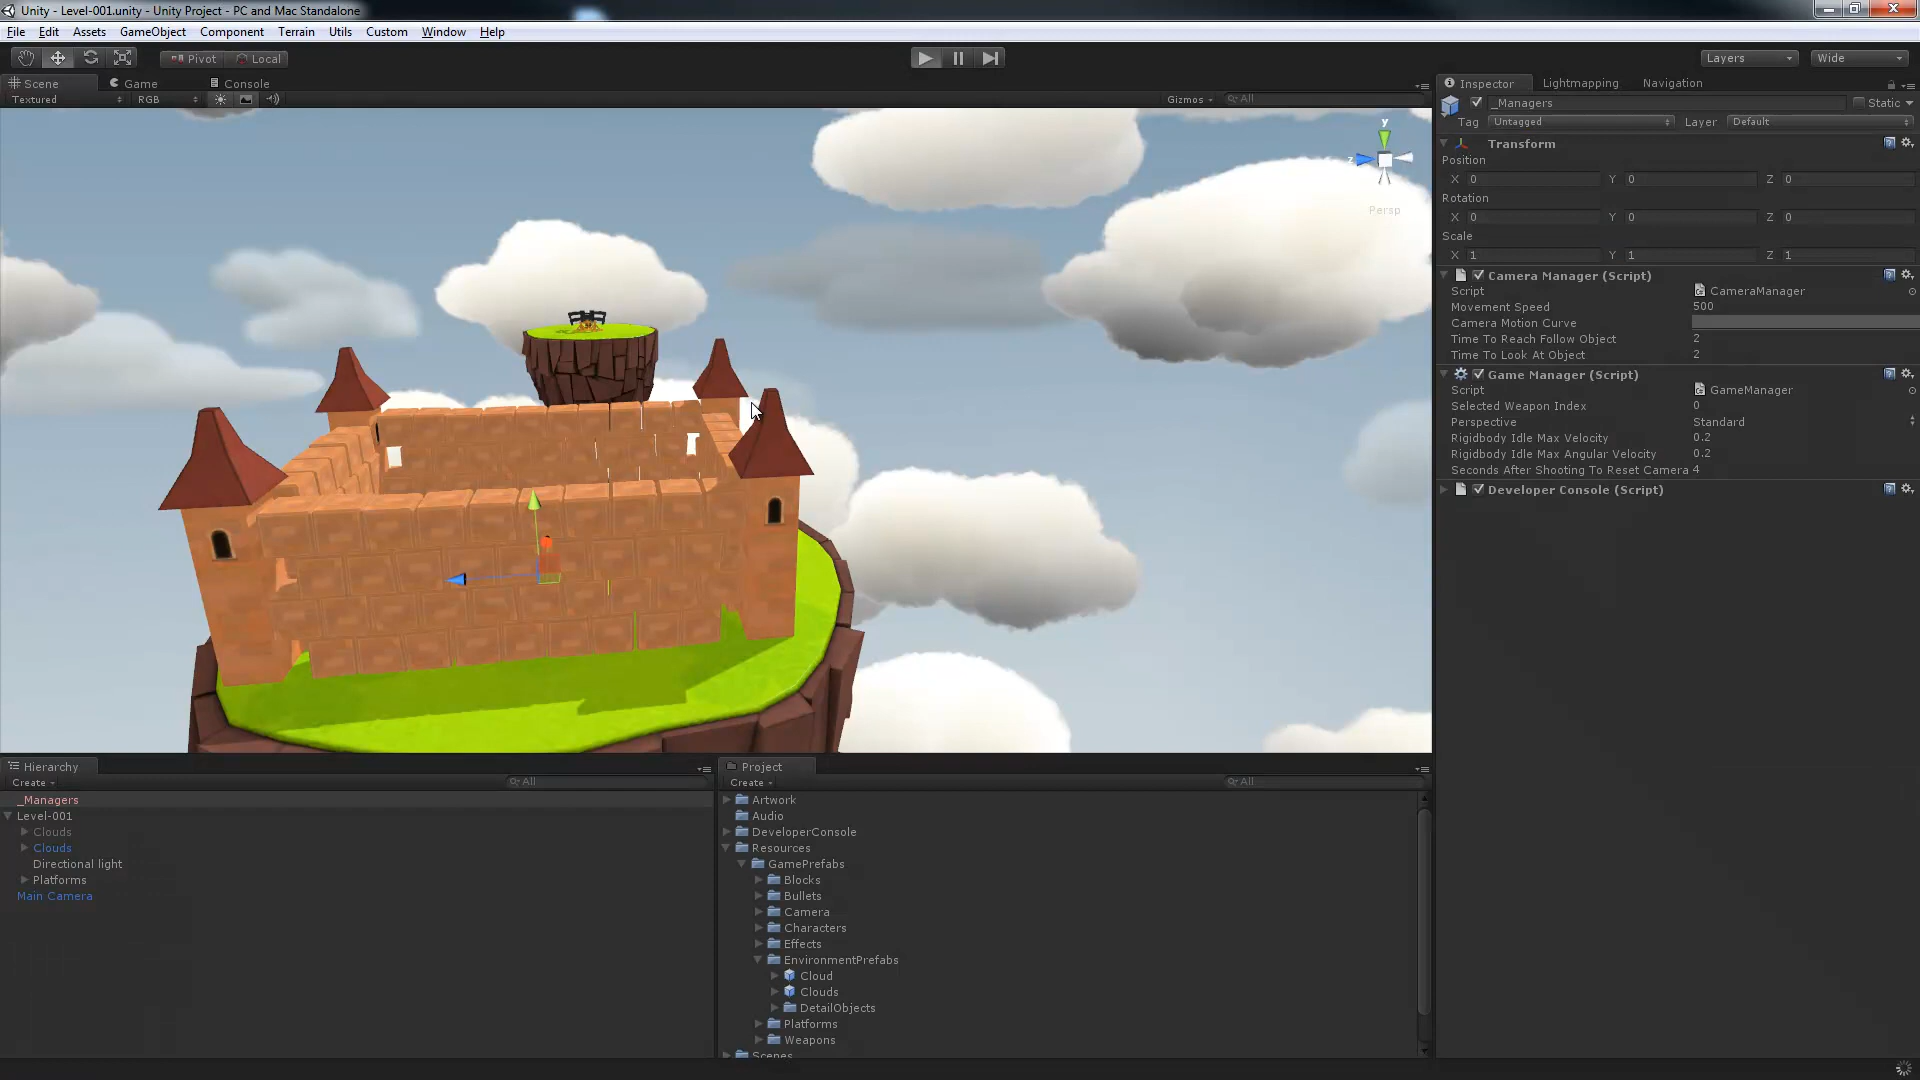 Unity - Level-001.unity - Unity Project - PC and Mac Standalone
File Edit Assets GameObject Component Terrain Utils Custom Window Help
Pivot Local Layers Wide
Scene Game Console
Textured RGB Gizmos All
y
z
Persp
Inspector Lightmapping Navigation
_Managers Static
Tag Untagged Layer Default
Transform
Position
X 0 Y 0 Z 0
Rotation
X 0 Y 0 Z 0
Scale
X 1 Y 1 Z 1
Camera Manager (Script)
Script CameraManager
Movement Speed 500
Camera Motion Curve
Time To Reach Follow Object 2
Time To Look At Object 2
Game Manager (Script)
Script GameManager
Selected Weapon Index 0
Perspective Standard
Rigidbody Idle Max Velocity 0.2
Rigidbody Idle Max Angular Velocity 0.2
Seconds After Shooting To Reset Camera 4
Developer Console (Script)
Hierarchy
Create All
_Managers
Level-001
Clouds
Clouds
Directional light
Platforms
Main Camera
Project
Create All
Artwork
Audio
DeveloperConsole
Resources
GamePrefabs
Blocks
Bullets
Camera
Characters
Effects
EnvironmentPrefabs
Cloud
Clouds
DetailObjects
Platforms
Weapons
Scenes